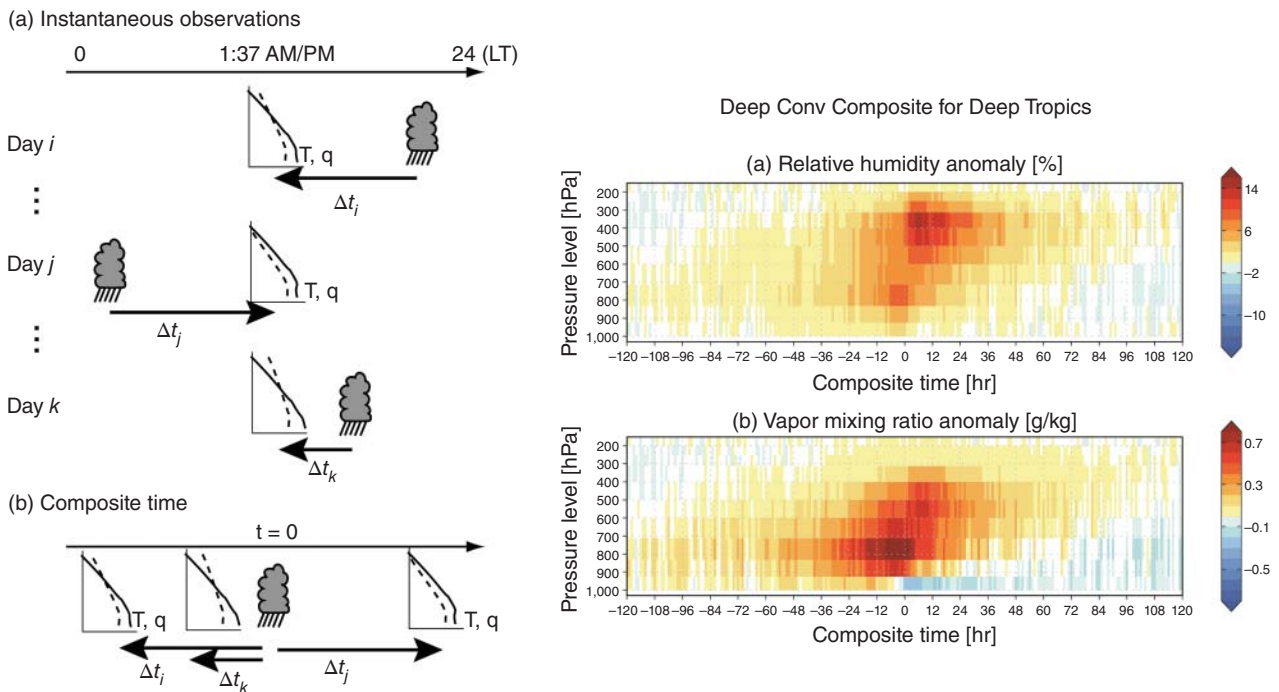 (a) Instantaneous observations
0 1:37 AM/PM 24 (LT)
Day i
T, q
Δtᵢ
⋮
Day j
T, q
Δtⱼ
⋮
Day k
Δtₖ
(b) Composite time
t = 0
T, q
T, q
Δtᵢ
Δtₖ
Δtⱼ
Deep Conv Composite for Deep Tropics
(a) Relative humidity anomaly [%]
Pressure level [hPa]
200
300
400
500
600
700
800
900
1,000
−120 −108 −96 −84 −72 −60 −48 −36 −24 −12 0 12 24 36 48 60 72 84 96 108 120
Composite time [hr]
14
6
−2
−10
(b) Vapor mixing ratio anomaly [g/kg]
Pressure level [hPa]
200
300
400
500
600
700
800
900
1,000
−120 −108 −96 −84 −72 −60 −48 −36 −24 −12 0 12 24 36 48 60 72 84 96 108 120
Composite time [hr]
0.7
0.3
−0.1
−0.5